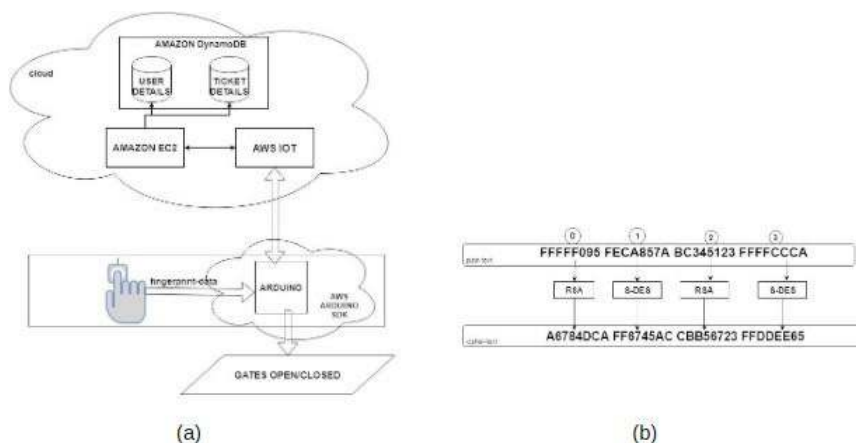 AMAZON DynamoDB
cloud
USER
DETAILS
TICKET
DETAILS
AMAZON EC2
AWS IOT
fingerprint-data
ARDUINO
AWS
ARDUINO
SDK
GATES OPEN/CLOSED
(a)
0 1 2 3
FFFFF095 FECA857A BC345123 FFFFCCCA
RSA S-DES RSA S-DES
A6784DCA FF6745AC CBB56723 FFDDEE65
(b)